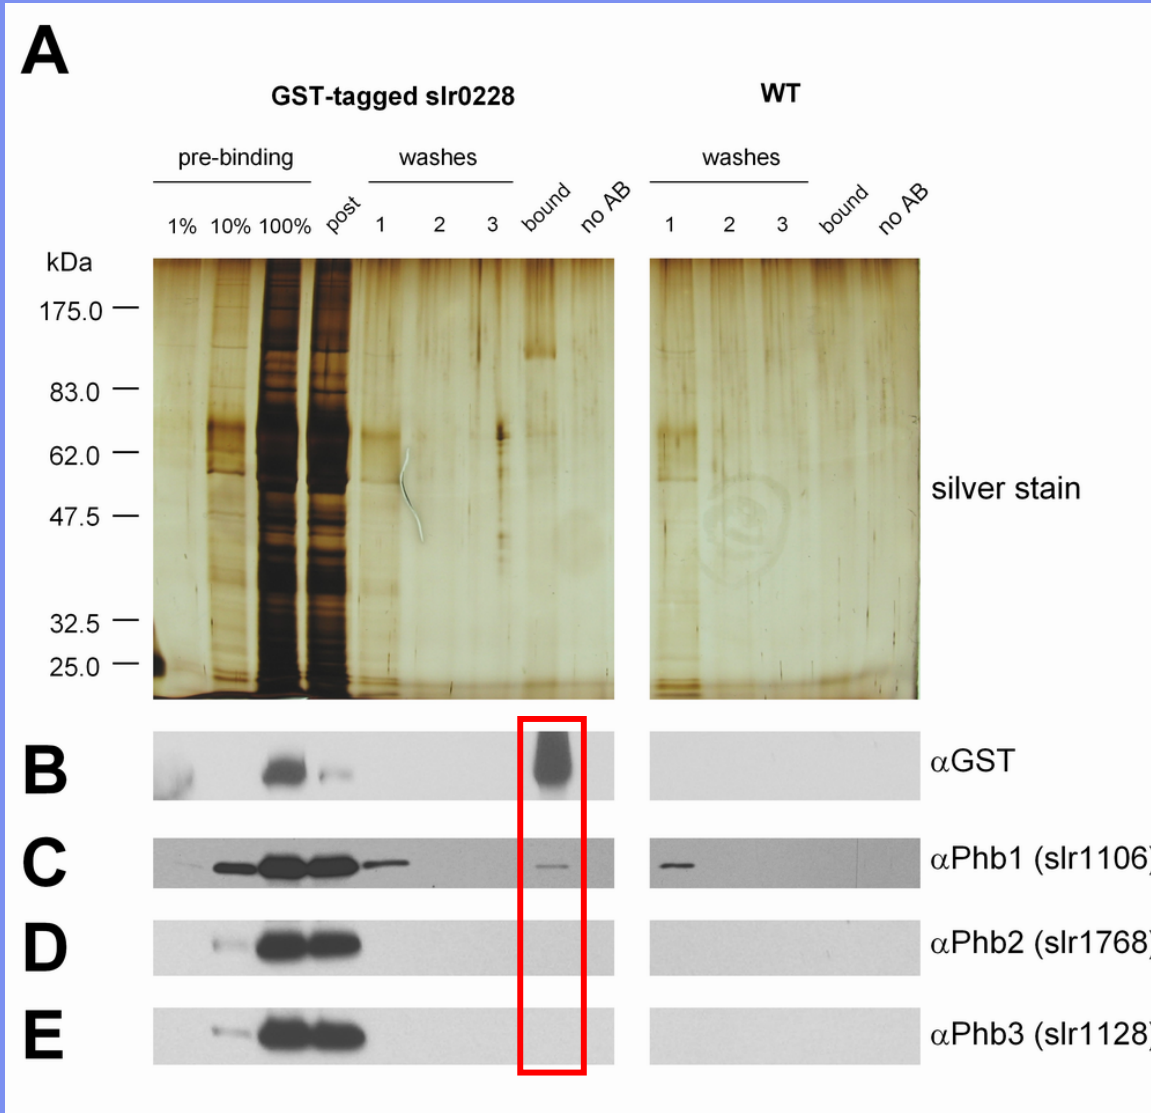 A
GST-tagged slr0228
WT
pre-binding
washes
washes
1% 10% 100% post 1 2 3 bound no AB
1 2 3 bound no AB
kDa
175.0
83.0
62.0
47.5
32.5
25.0
silver stain
B
αGST
C
αPhb1 (slr1106)
D
αPhb2 (slr1768)
E
αPhb3 (slr1128)